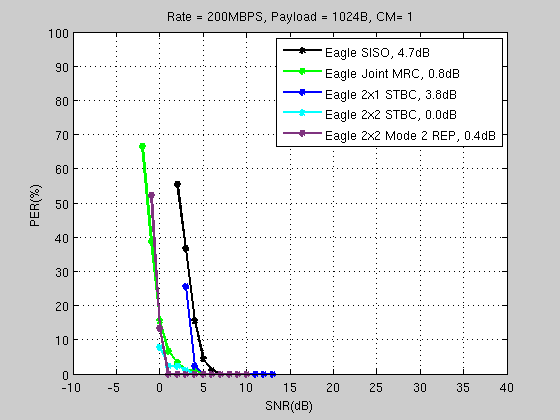 Rate = 200MBPS, Payload = 1024B, CM= 1
100
90
80
70
60
50
40
30
20
10
0
PER(%)
Eagle SISO, 4.7dB
Eagle Joint MRC, 0.8dB
Eagle 2x1 STBC, 3.8dB
Eagle 2x2 STBC, 0.0dB
Eagle 2x2 Mode 2 REP, 0.4dB
-10 -5 0 5 10 15 20 25 30 35 40
SNR(dB)